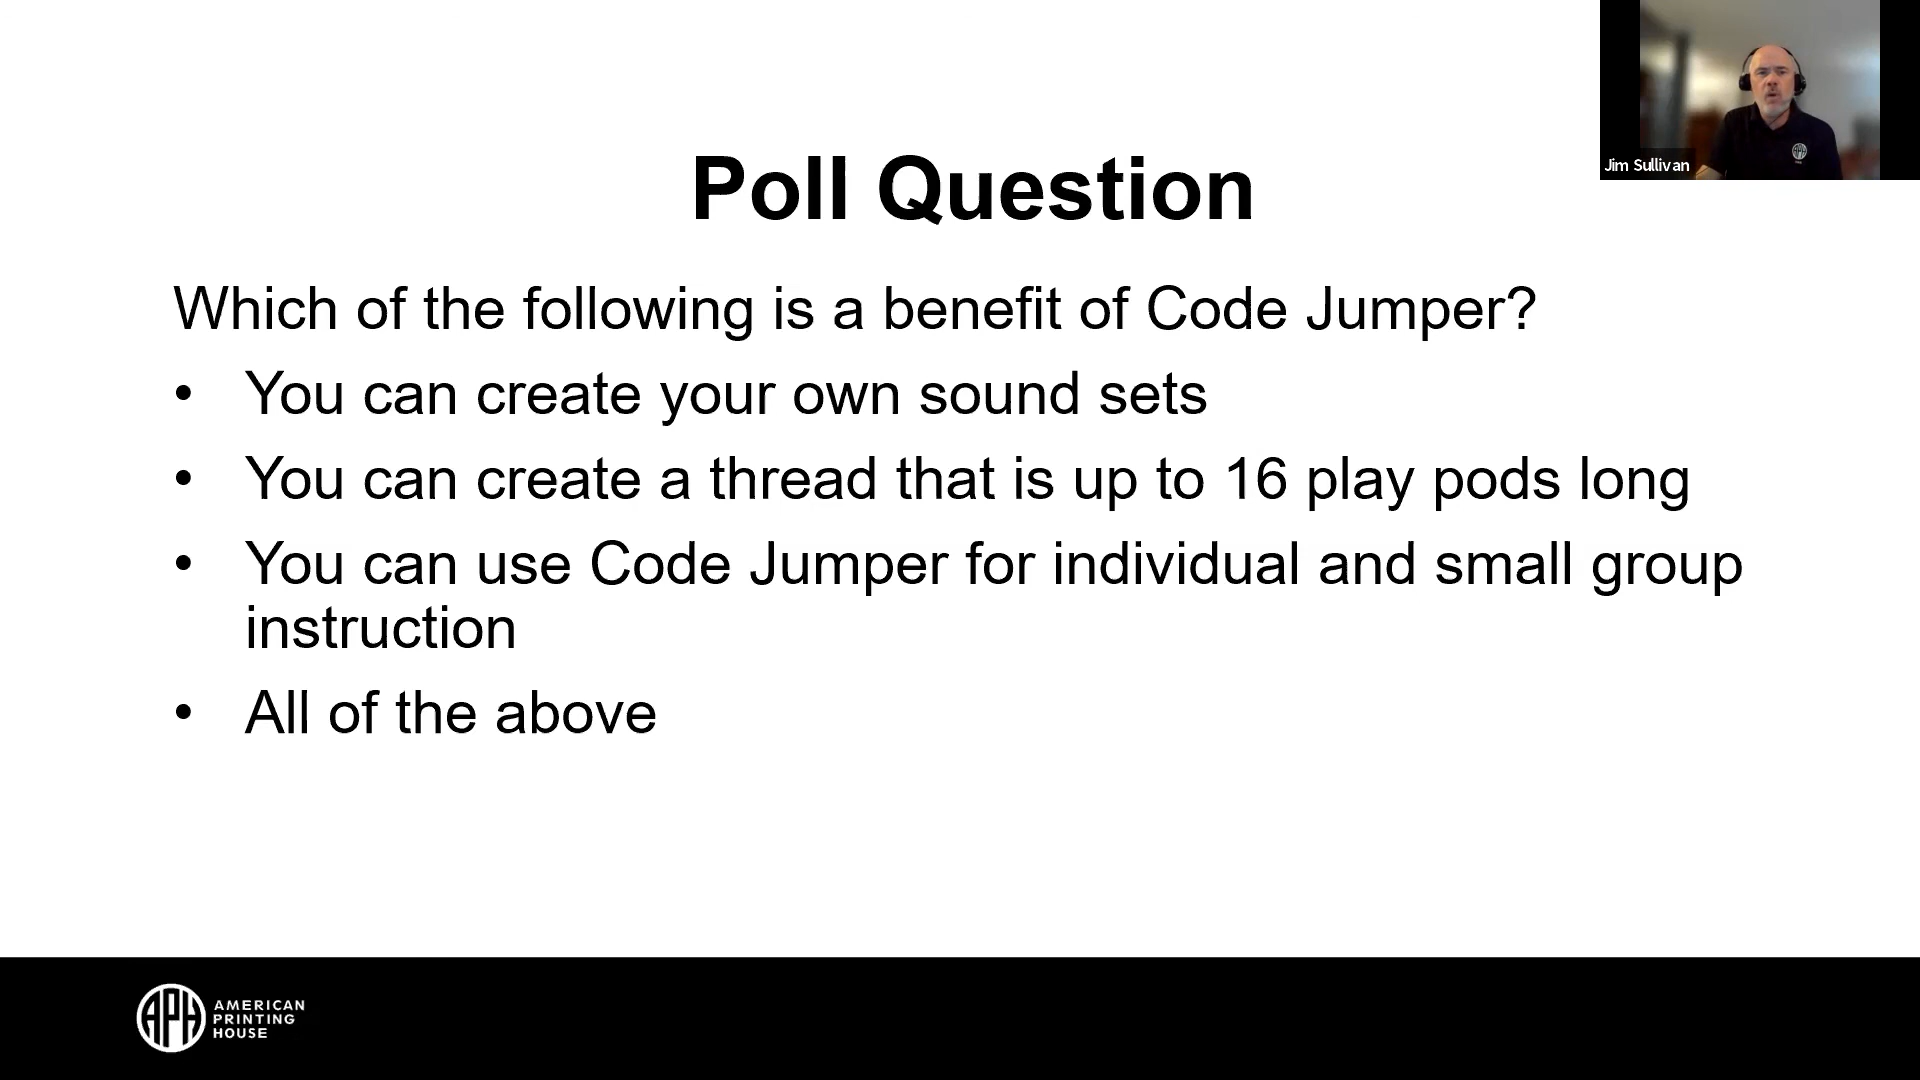 Jim Sullivan
Poll Question
Which of the following is a benefit of Code Jumper?
• You can create your own sound sets
• You can create a thread that is up to 16 play pods long
• You can use Code Jumper for individual and small group
instruction
• All of the above
APH
AMERICAN
PRINTING
HOUSE